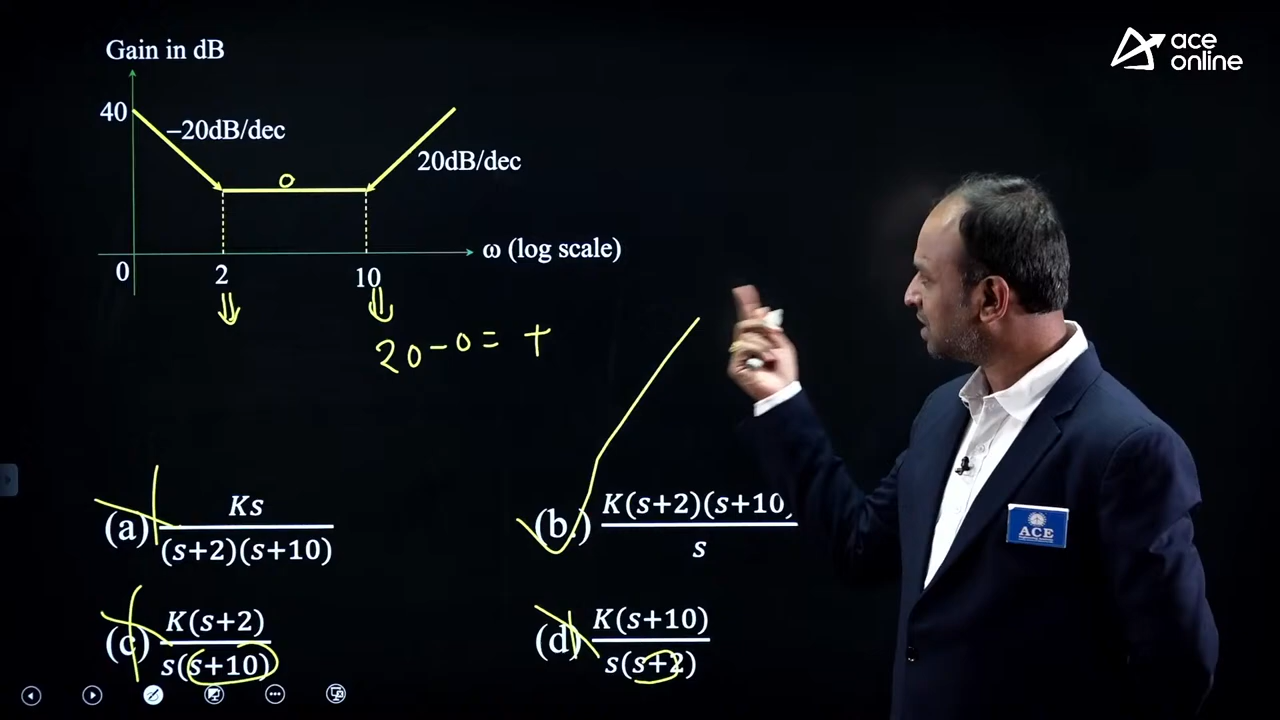 Gain in dB
ace
online
40
–20dB/dec
0
20dB/dec
ω (log scale)
0
2
10
20-0= +
(a) Ks/(s+2)(s+10)
(b.) K(s+2)(s+10)/s
(c) K(s+2)/s(s+10)
(d) K(s+10)/s(s+2)
ACE